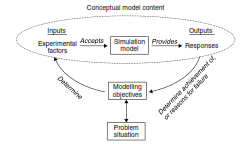 Conceptual model content
Inputs
Outputs
Experimental
factors
Accepts
Simulation
model
Provides
Responses
Determine
Modelling
objectives
Determine achievement of,
or reasons for failure
Problem
situation